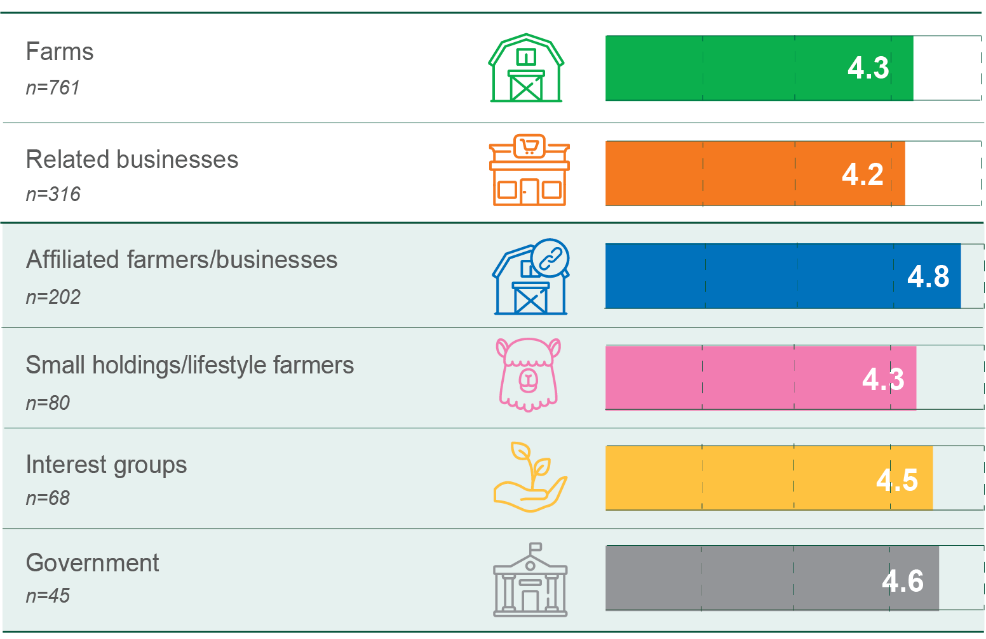 Farms
n=761
4.3
Related businesses
n=316
4.2
Affiliated farmers/businesses
n=202
4.8
Small holdings/lifestyle farmers
n=80
4.3
Interest groups
n=68
4.5
Government
n=45
4.6